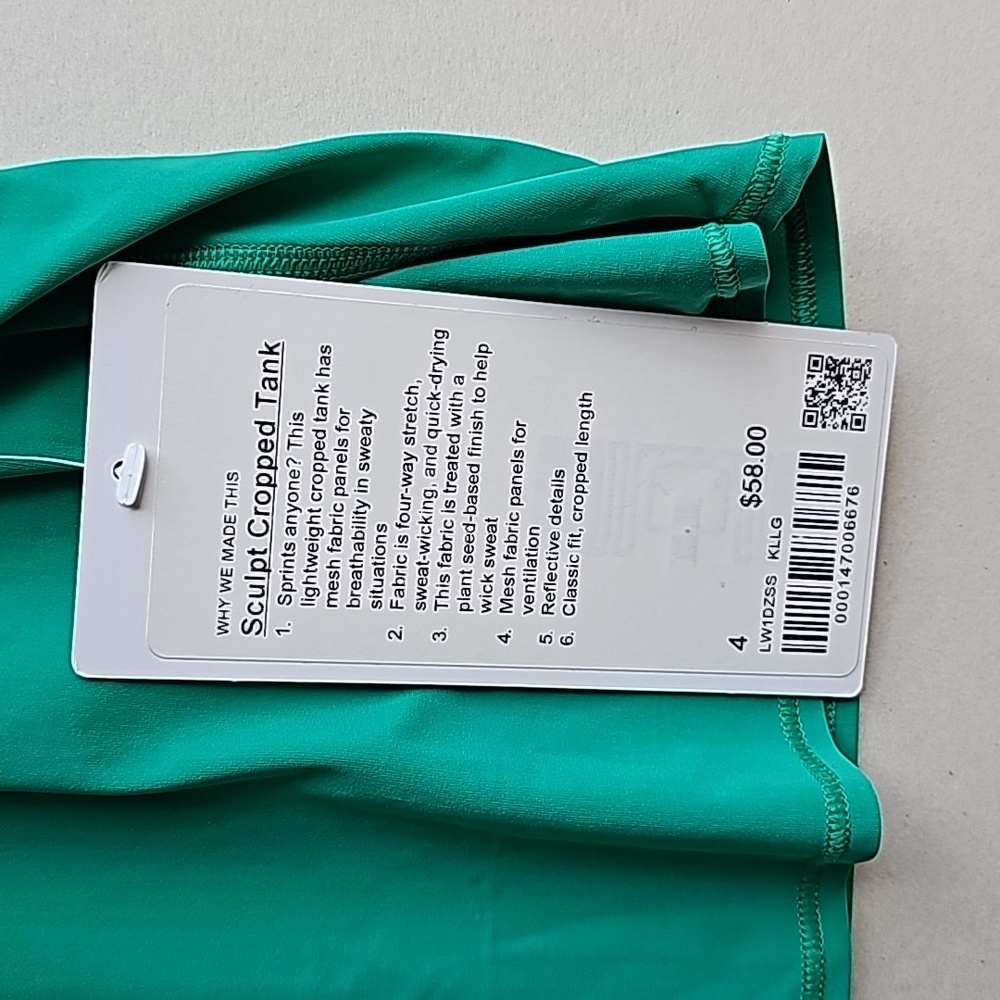 WHY WE MADE THIS
Sculpt Cropped Tank
1. Sprints anyone? This
lightweight cropped tank has
mesh fabric panels for
breathability in sweaty
situations
2. Fabric is four-way stretch,
sweat-wicking, and quick-drying
3. This fabric is treated with a
plant seed-based finish to help
wick sweat
4. Mesh fabric panels for
ventilation
5. Reflective details
6. Classic fit, cropped length
4 $58.00
LW1DZSS KLLG
000147006676